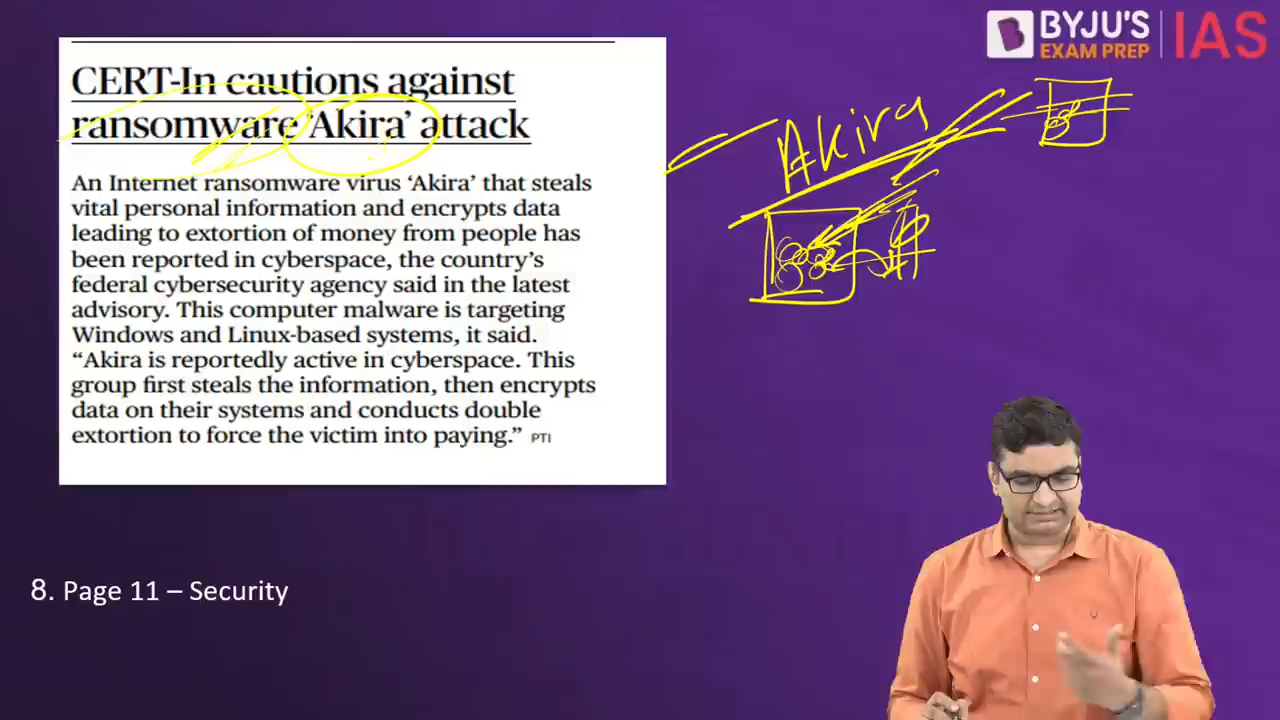 BYJU'S
EXAM PREP
IAS
CERT-In cautions against
ransomware 'Akira' attack
An Internet ransomware virus ‘Akira’ that steals
vital personal information and encrypts data
leading to extortion of money from people has
been reported in cyberspace, the country’s
federal cybersecurity agency said in the latest
advisory. This computer malware is targeting
Windows and Linux-based systems, it said.
“Akira is reportedly active in cyberspace. This
group first steals the information, then encrypts
data on their systems and conducts double
extortion to force the victim into paying.” PTI
Akira
8. Page 11 – Security